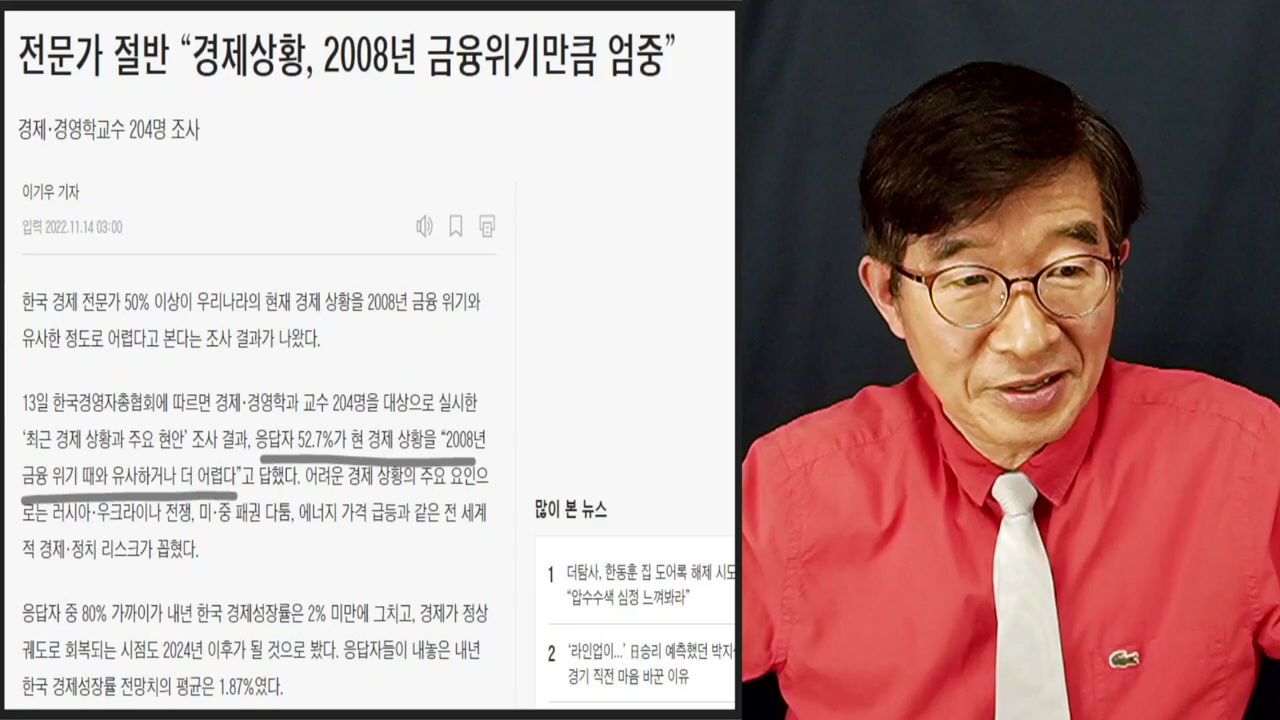 전문가 절반 “경제상황, 2008년 금융위기만큼 엄중”
경제·경영학교수 204명 조사
이기우 기자
입력 2022.11.14 03:00
한국 경제 전문가 50% 이상이 우리나라의 현재 경제 상황을 2008년 금융 위기와
유사한 정도로 어렵다고 본다는 조사 결과가 나왔다.
13일 한국경영자총협회에 따르면 경제·경영학과 교수 204명을 대상으로 실시한
‘최근 경제 상황과 주요 현안’ 조사 결과, 응답자 52.7%가 현 경제 상황을 “2008년
금융 위기 때와 유사하거나 더 어렵다”고 답했다. 어려운 경제 상황의 주요 요인으
로는 러시아·우크라이나 전쟁, 미·중 패권 다툼, 에너지 가격 급등과 같은 전 세계
적 경제·정치 리스크가 꼽혔다.
응답자 중 80% 가까이가 내년 한국 경제성장률은 2% 미만에 그치고, 경제가 정상
궤도로 회복되는 시점도 2024년 이후가 될 것으로 봤다. 응답자들이 내놓은 내년
한국 경제성장률 전망치의 평균은 1.87%였다.
많이 본 뉴스
1 더탐사, 한동훈 집 도어록 해제 시도
“압수수색 심정 느껴봐라”
2 ‘라인업이...’ 日승리 예측했던 박지성
경기 직전 마음 바꾼 이유